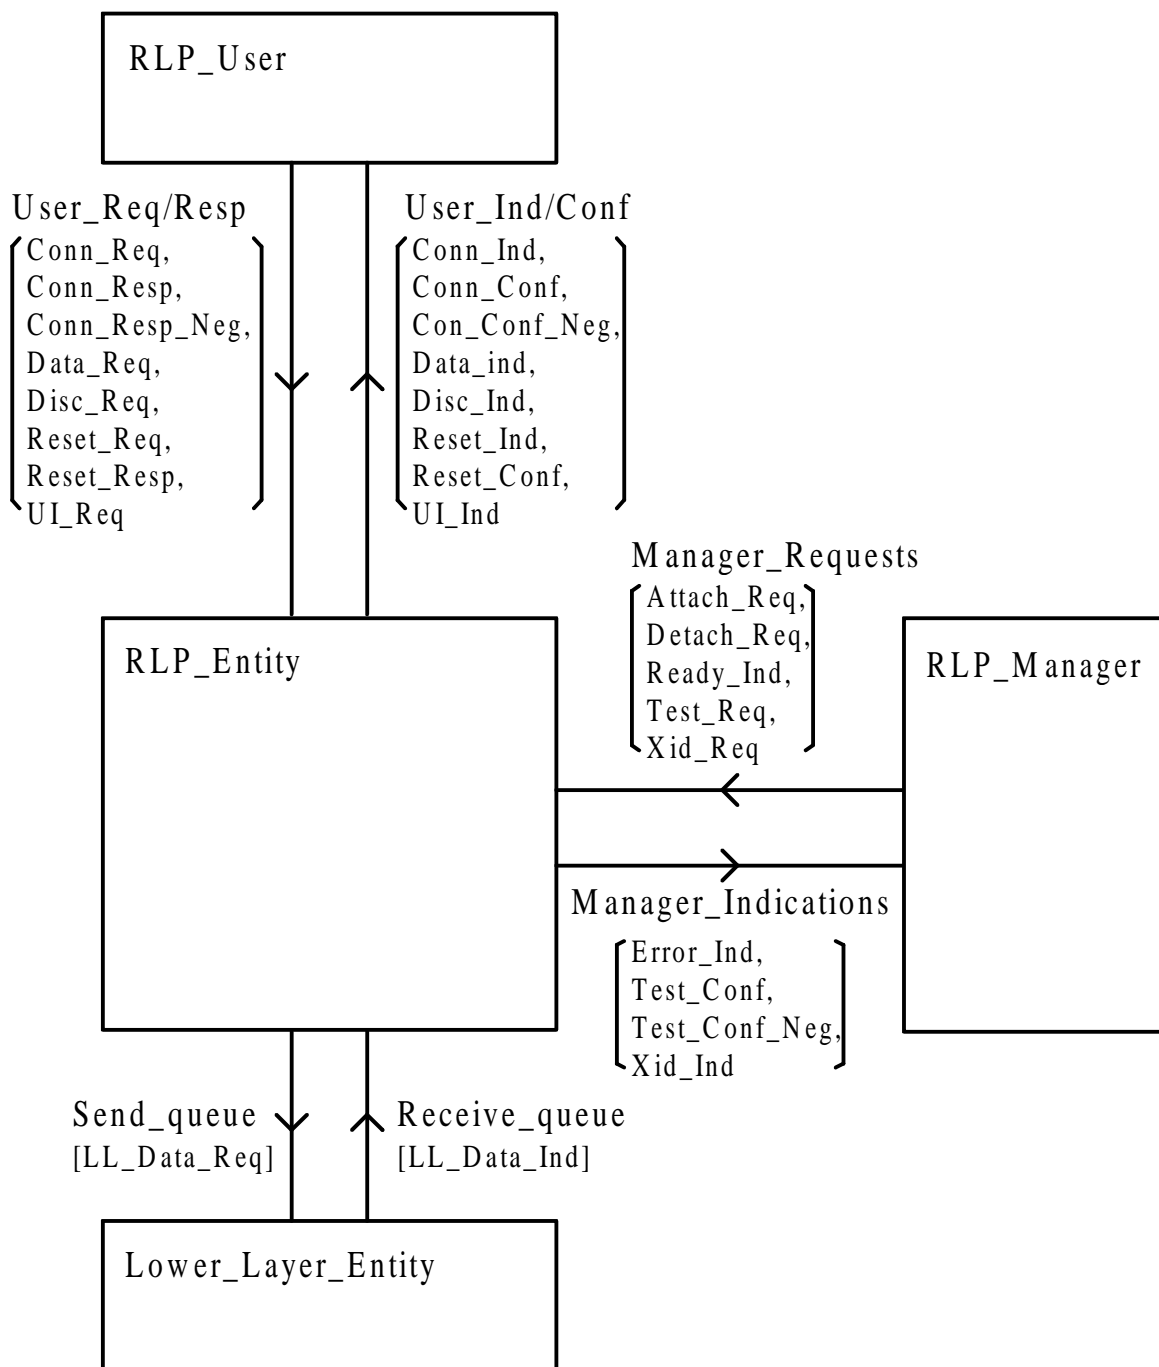 RLP_User
User_Req/Resp
Conn_Req,
Conn_Resp,
Conn_Resp_Neg,
Data_Req,
Disc_Req,
Reset_Req,
Reset_Resp,
UI_Req
User_Ind/Conf
Conn_Ind,
Conn_Conf,
Con_Conf_Neg,
Data_ind,
Disc_Ind,
Reset_Ind,
Reset_Conf,
UI_Ind
Manager_Requests
Attach_Req,
Detach_Req,
Ready_Ind,
Test_Req,
Xid_Req
RLP_Entity
RLP_Manager
Manager_Indications
Error_Ind,
Test_Conf,
Test_Conf_Neg,
Xid_Ind
Send_queue
[LL_Data_Req]
Receive_queue
[LL_Data_Ind]
Lower_Layer_Entity